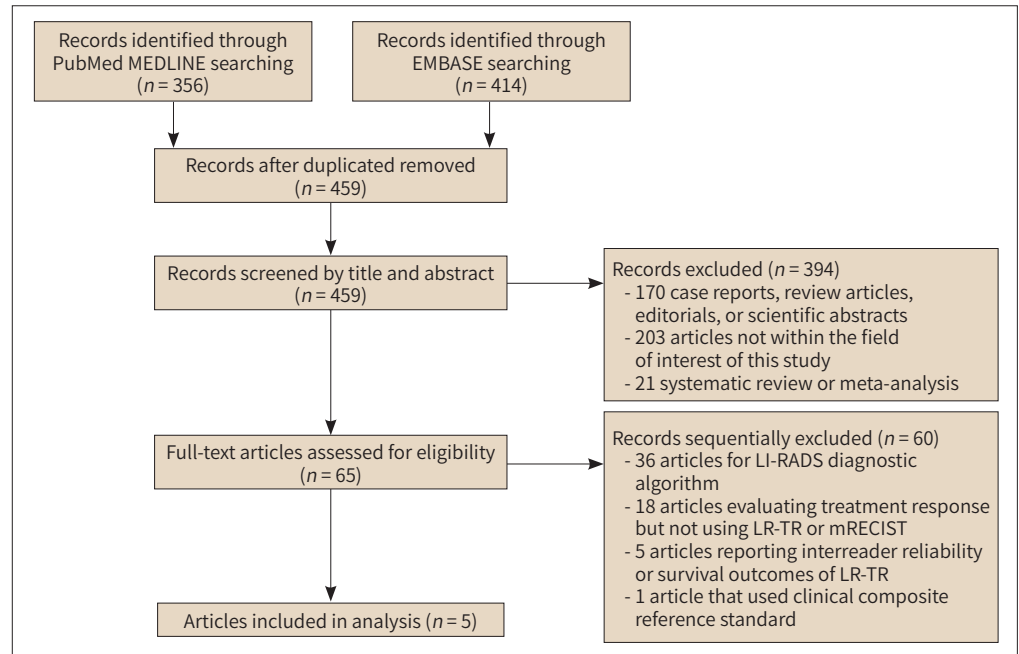 Records identified through
PubMed MEDLINE searching
(n = 356)
Records identified through
EMBASE searching
(n = 414)
Records after duplicated removed
(n = 459)
Records screened by title and abstract
(n = 459)
Records excluded (n = 394)
- 170 case reports, review articles,
editorials, or scientific abstracts
- 203 articles not within the field
of interest of this study
- 21 systematic review or meta-analysis
Full-text articles assessed for eligibility
(n = 65)
Records sequentially excluded (n = 60)
- 36 articles for LI-RADS diagnostic
algorithm
- 18 articles evaluating treatment response
but not using LR-TR or mRECIST
- 5 articles reporting interreader reliability
or survival outcomes of LR-TR
- 1 article that used clinical composite
reference standard
Articles included in analysis (n = 5)